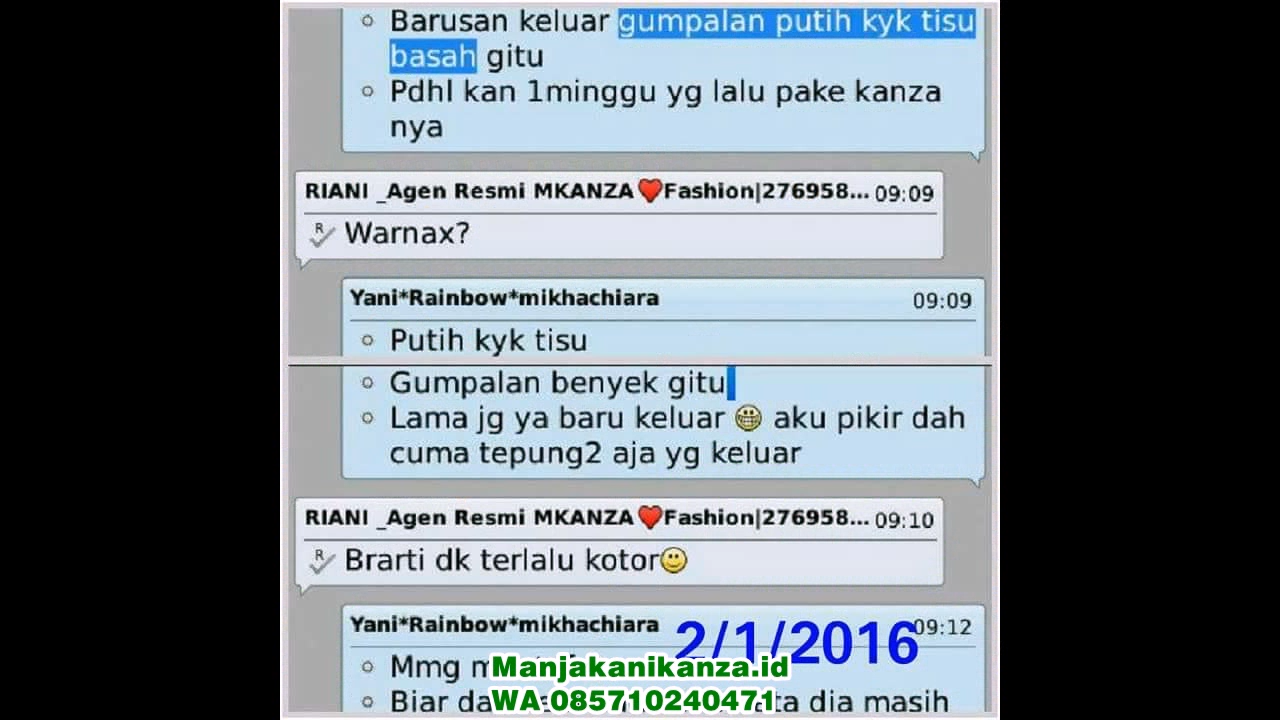 Barusan keluar gumpalan putih kyk tisu
basah gitu
Pdhl kan 1minggu yg lalu pake kanza
nya
RIANI _Agen Resmi MKANZA❤Fashion|276958... 09:09
R Warnax?
Yani*Rainbow*mikhachiara 09:09
Putih kyk tisu
Gumpalan benyek gitu
Lama jg ya baru keluar 😁 aku pikir dah
cuma tepung2 aja yg keluar
RIANI _Agen Resmi MKANZA❤Fashion|276958... 09:10
R Brarti dk terlalu kotor🙂
Yani*Rainbow*mikhachiara 09:12
2/1/2016
Mmg
Manjakanikanza.id
Biar dia masih
WA:085710240471